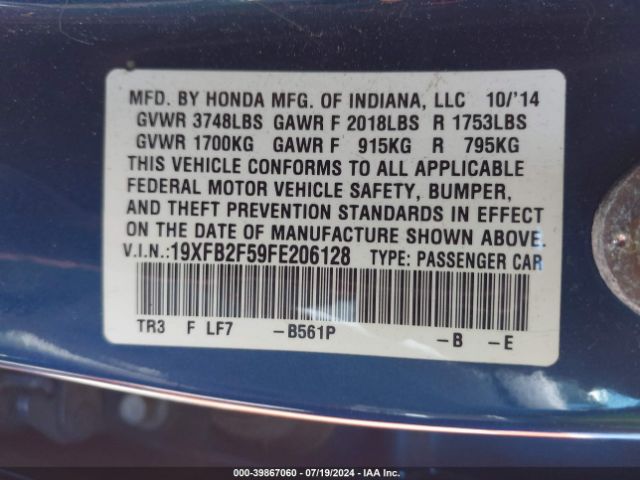 MFD. BY HONDA MFG. OF INDIANA, LLC 10/'14
GVWR 3748LBS GAWR F 2018LBS R 1753LBS
GVWR 1700KG GAWR F 915KG R 795KG
THIS VEHICLE CONFORMS TO ALL APPLICABLE
FEDERAL MOTOR VEHICLE SAFETY, BUMPER,
AND THEFT PREVENTION STANDARDS IN EFFECT
ON THE DATE OF MANUFACTURE SHOWN ABOVE.
V.I.N.:19XFB2F59FE206128 TYPE: PASSENGER CAR
TR3 F LF7 -B561P -B -E
000-39867060 - 07/19/2024 - IAA Inc.